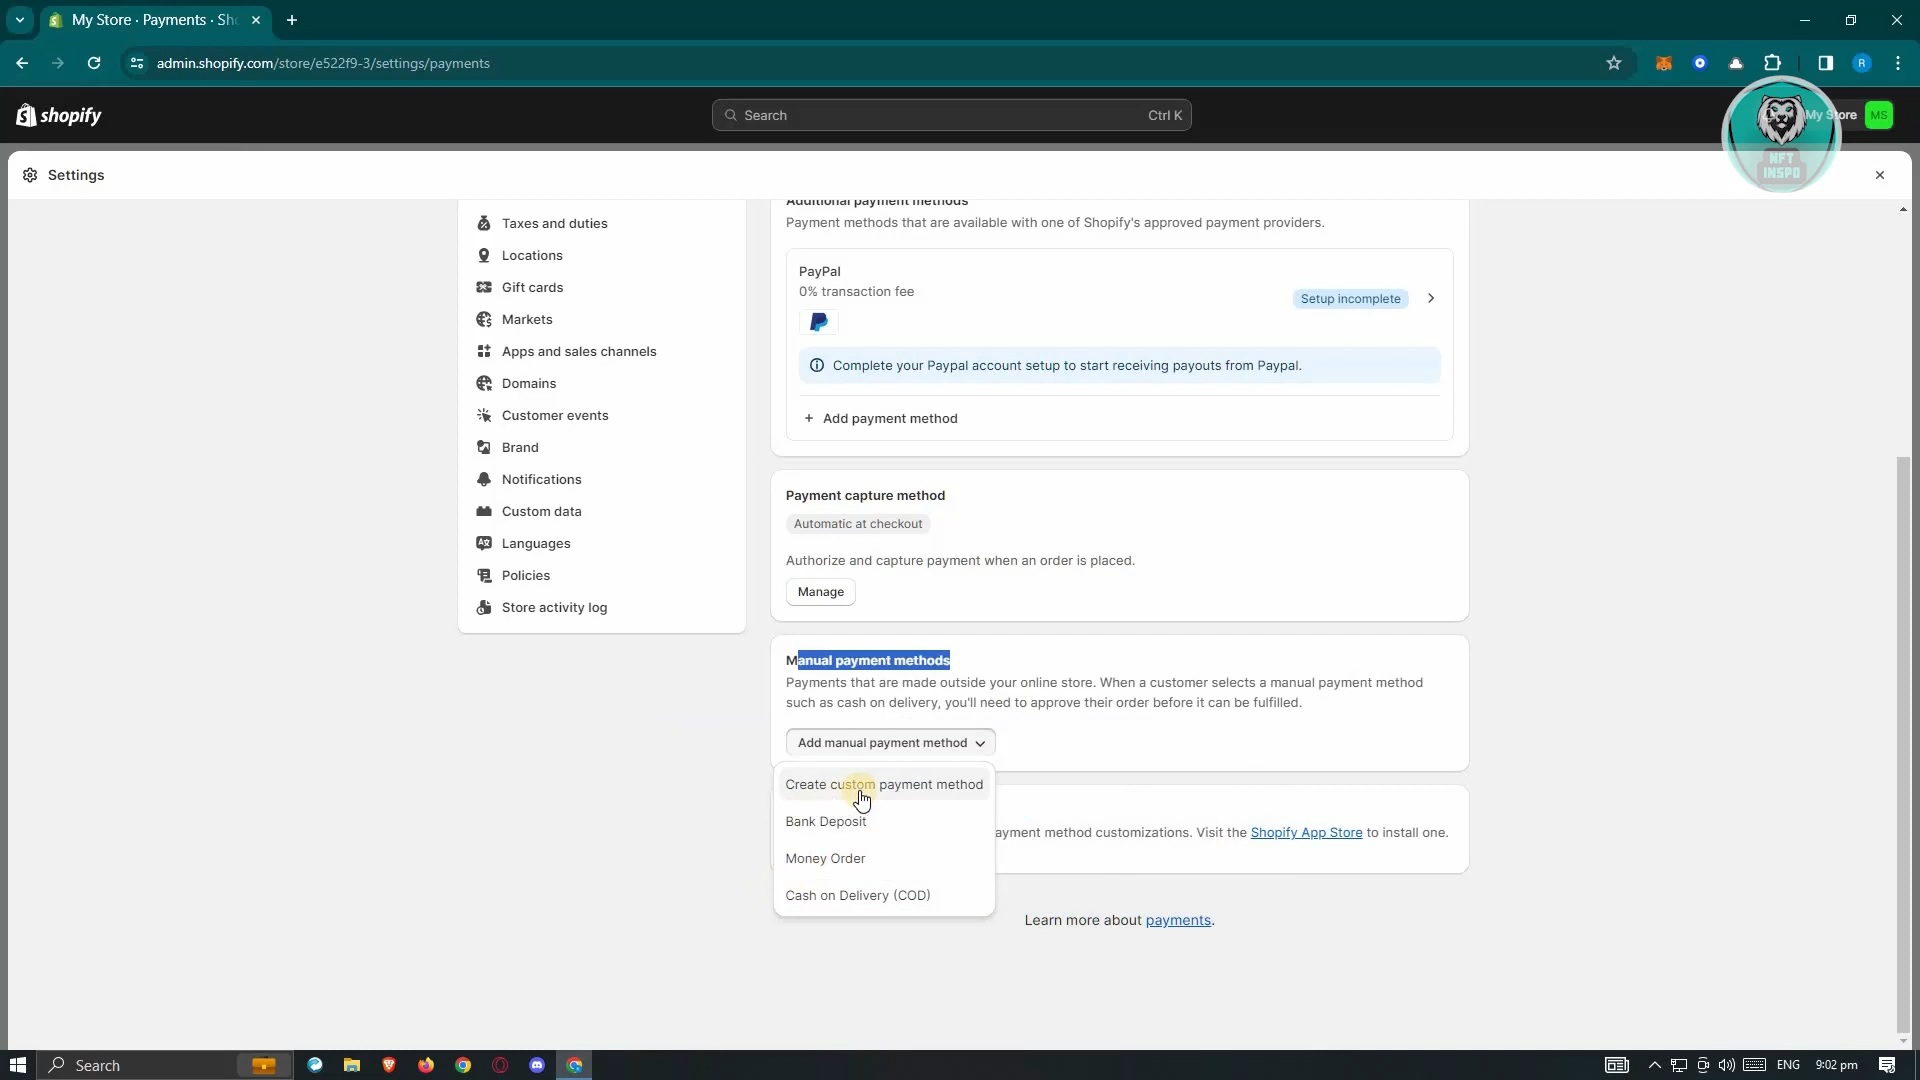 My Store · Payments · Sh
admin.shopify.com/store/e522f9-3/settings/payments
R
shopify
Search
Ctrl K
My Store
MS
NFT
INSPO
Settings
Taxes and duties
Locations
Gift cards
Markets
Apps and sales channels
Domains
Customer events
Brand
Notifications
Custom data
Languages
Policies
Store activity log
Additional payment methods
Payment methods that are available with one of Shopify's approved payment providers.
PayPal
0% transaction fee
Setup incomplete
Complete your Paypal account setup to start receiving payouts from Paypal.
+ Add payment method
Payment capture method
Automatic at checkout
Authorize and capture payment when an order is placed.
Manage
Manual payment methods
Payments that are made outside your online store. When a customer selects a manual payment method
such as cash on delivery, you'll need to approve their order before it can be fulfilled.
Add manual payment method
Create custom payment method
Bank Deposit
Money Order
Cash on Delivery (COD)
ayment method customizations. Visit the Shopify App Store to install one.
Learn more about payments.
Search
ENG
9:02 pm